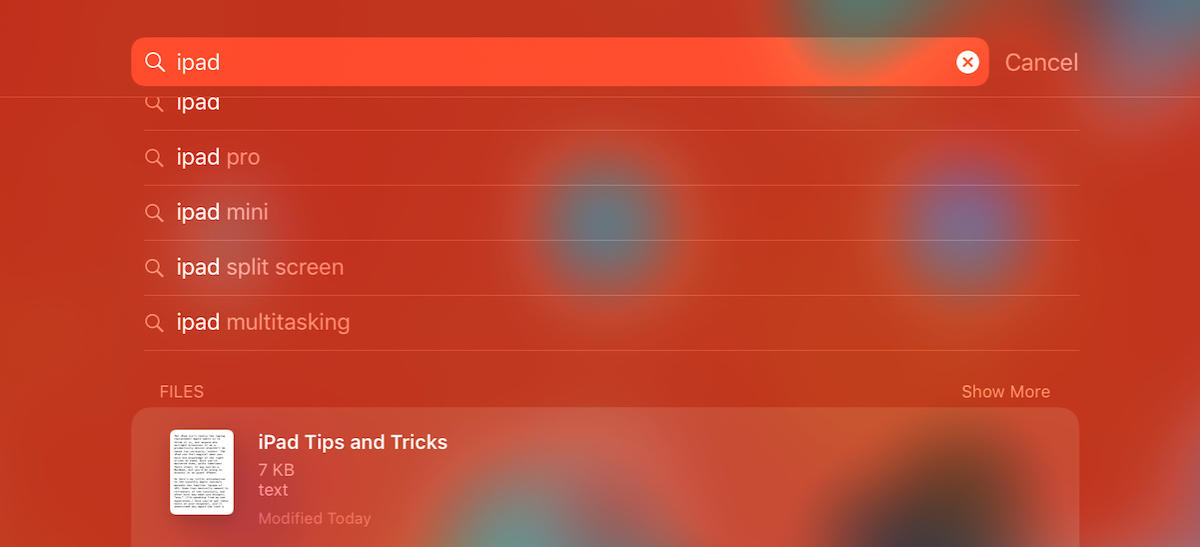 ipad
Cancel
ipad
ipad pro
ipad mini
ipad split screen
ipad multitasking
FILES
Show More
iPad Tips and Tricks
7 KB
text
Modified Today